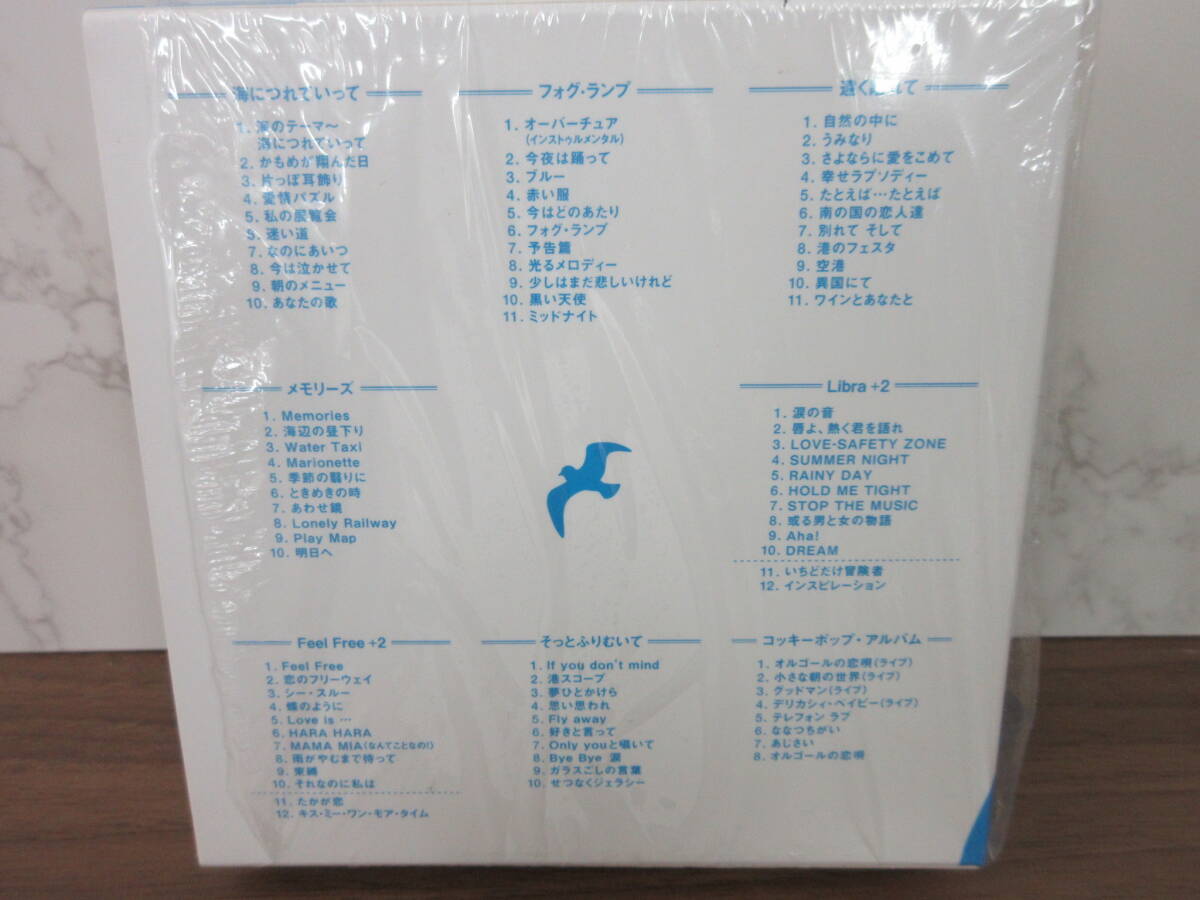 海につれていって
1. 涙のテーマ〜
海につれていって
2. かもめが翔んだ日
3. 片っぽ耳飾り
4. 愛情パズル
5. 私の展覧会
6. 迷い道
7. なのにあいつ
8. 今は泣かせて
9. 朝のメニュー
10. あなたの歌
フォグ・ランプ
1. オーバーチュア
(インストゥルメンタル)
2. 今夜は踊って
3. ブルー
4. 赤い服
5. 今はどのあたり
6. フォグ・ランプ
7. 予告篇
8. 光るメロディー
9. 少しはまだ悲しいけれど
10. 黒い天使
11. ミッドナイト
遠く離れて
1. 自然の中に
2. うみなり
3. さよならに愛をこめて
4. 幸せラプソディー
5. たとえば…たとえば
6. 南の国の恋人達
7. 別れて そして
8. 港のフェスタ
9. 空港
10. 異国にて
11. ワインとあなたと
メモリーズ
1. Memories
2. 海辺の昼下り
3. Water Taxi
4. Marionette
5. 季節の翳りに
6. ときめきの時
7. あわせ鏡
8. Lonely Railway
9. Play Map
10. 明日へ
Libra +2
1. 涙の音
2. 唇よ、熱く君を語れ
3. LOVE-SAFETY ZONE
4. SUMMER NIGHT
5. RAINY DAY
6. HOLD ME TIGHT
7. STOP THE MUSIC
8. 或る男と女の物語
9. Aha!
10. DREAM
11. いちどだけ冒険者
12. インスピレーション
Feel Free +2
1. Feel Free
2. 恋のフリーウェイ
3. シー・スルー
4. 蝶のように
5. Love is …
6. HARA HARA
7. MAMA MIA(なんてことなの!)
8. 雨がやむまで待って
9. 束縛
10. それなのに私は
11. たかが恋
12. キス・ミー・ワン・モア・タイム
そっとふりむいて
1. If you don't mind
2. 港スコープ
3. 夢ひとかけら
4. 思い思われ
5. Fly away
6. 好きと言って
7. Only youと囁いて
8. Bye Bye 涙
9. ガラスごしの言葉
10. せつなくジェラシー
コッキーポップ・アルバム
1. オルゴールの恋唄(ライブ)
2. 小さな朝の世界(ライブ)
3. グッドマン(ライブ)
4. デリカシィ・ベイビー(ライブ)
5. テレフォン ラブ
6. ななつちがい
7. あじさい
8. オルゴールの恋唄